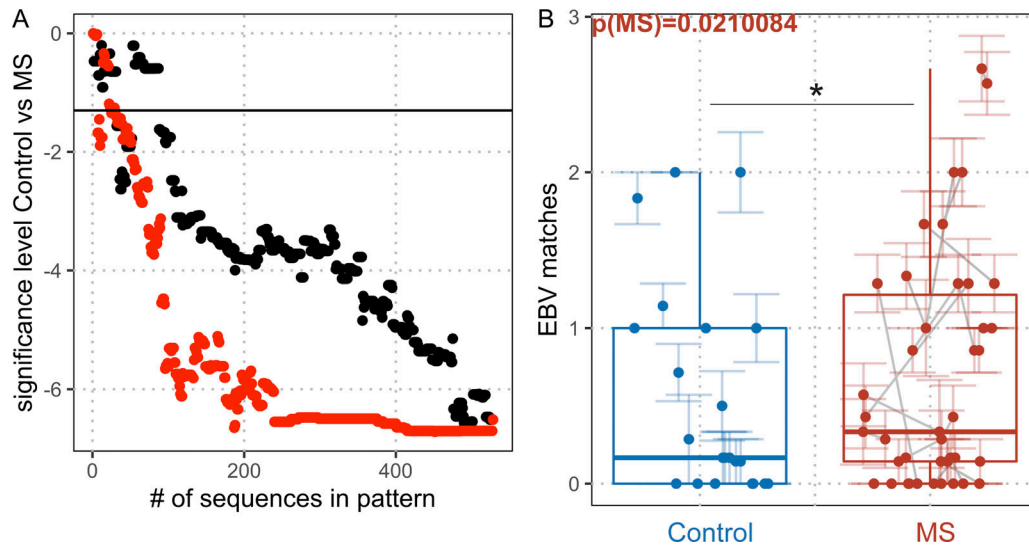 A
significance level Control vs MS
0
-2
-4
-6
0
200
400
# of sequences in pattern
B
p(MS)=0.0210084
*
EBV matches
3
2
1
0
Control
MS